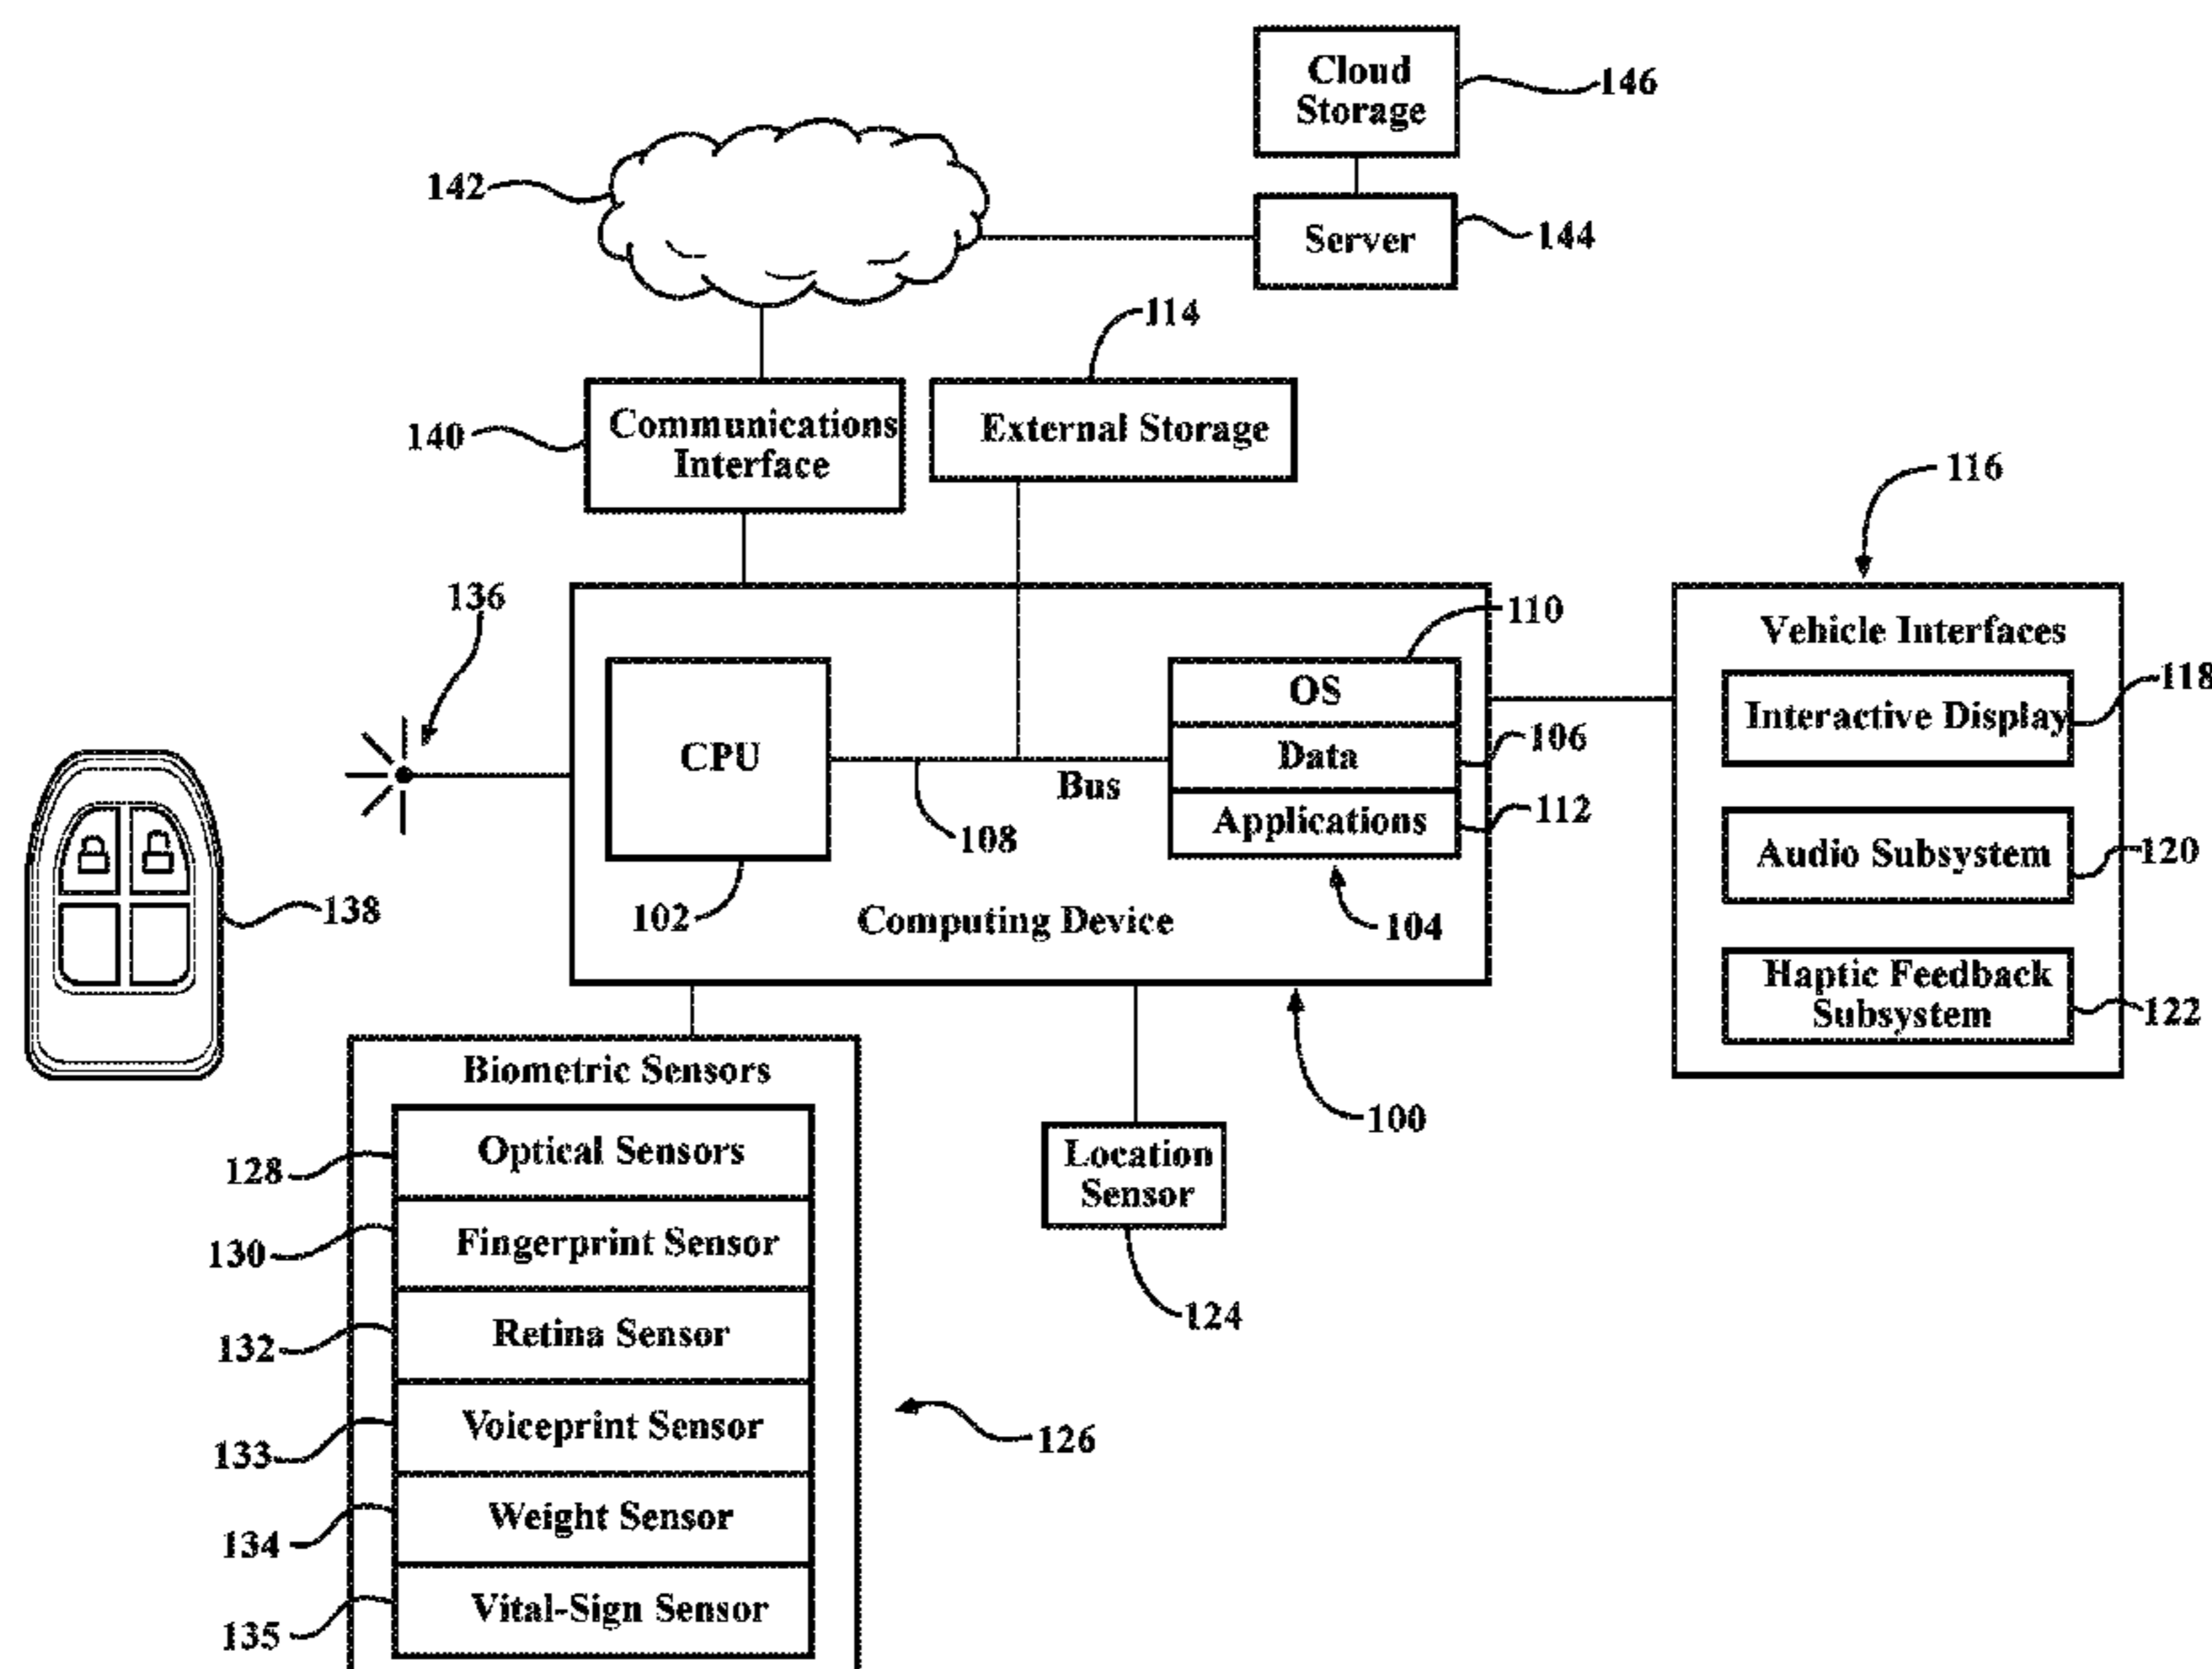 Cloud
Storage
146
142
Server
144
114
Communications
Interface
140
External Storage
116
136
110
Vehicle Interfaces
OS
118
Interactive Display
CPU
106
Data
Bus
112
Applications
108
Audio Subsystem
120
138
102
Computing Device
104
Haptic Feedback
Subsystem
122
Biometric Sensors
100
Optical Sensors
128
Location
Sensor
Fingerprint Sensor
130
124
Retina Sensor
132
Voiceprint Sensor
133
126
Weight Sensor
134
Vital-Sign Sensor
135